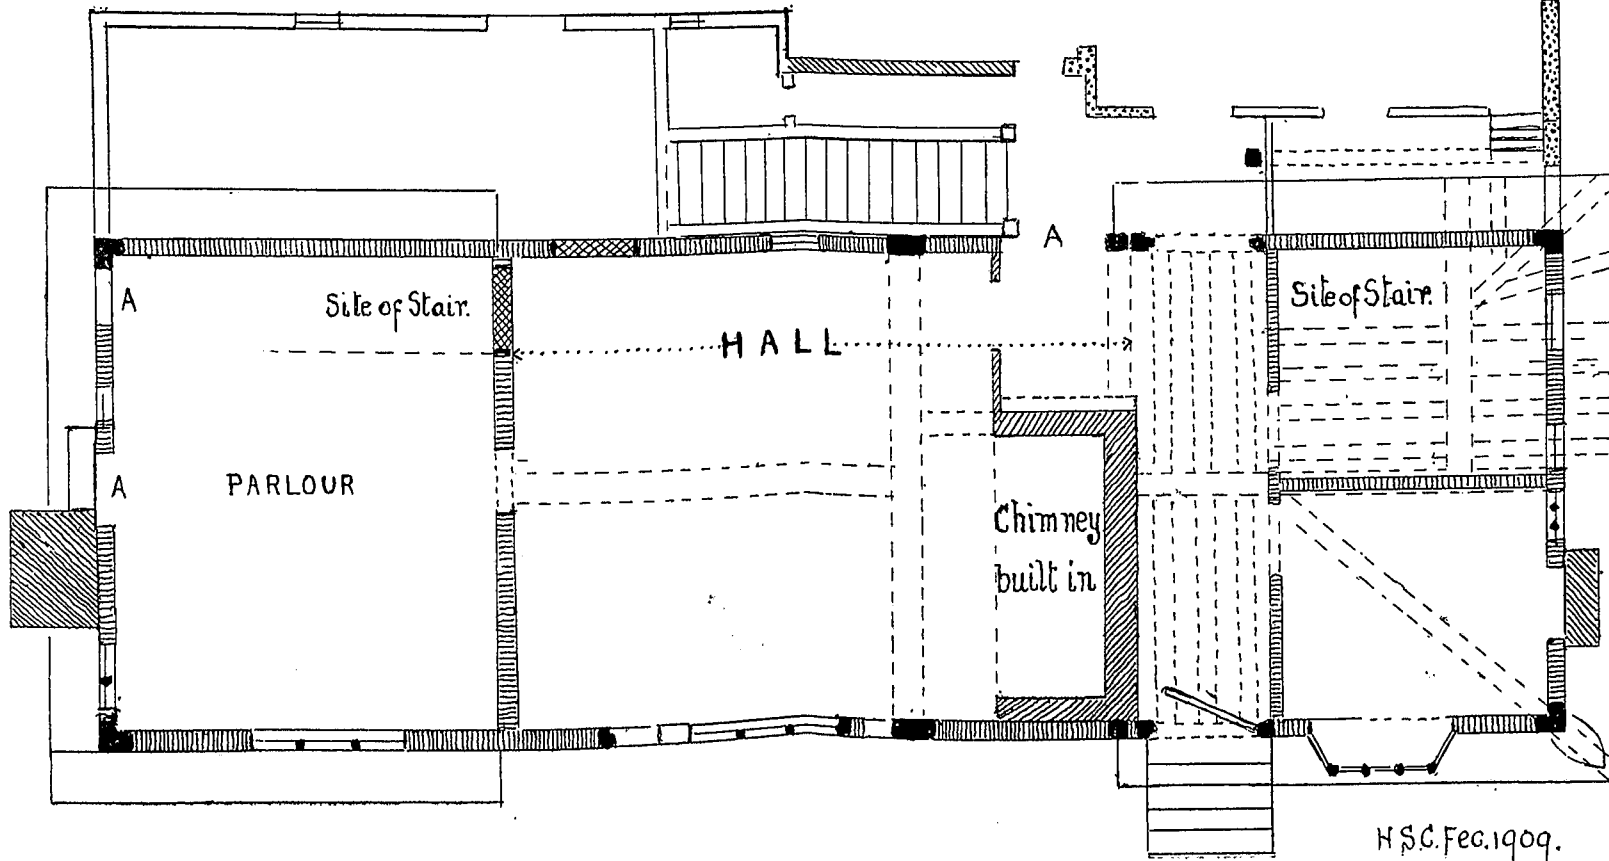 A
A
Site of Stair.
HALL
A
Site of Stair.
A
PARLOUR
Chimney
built in
H.S.C. Feb. 1909.